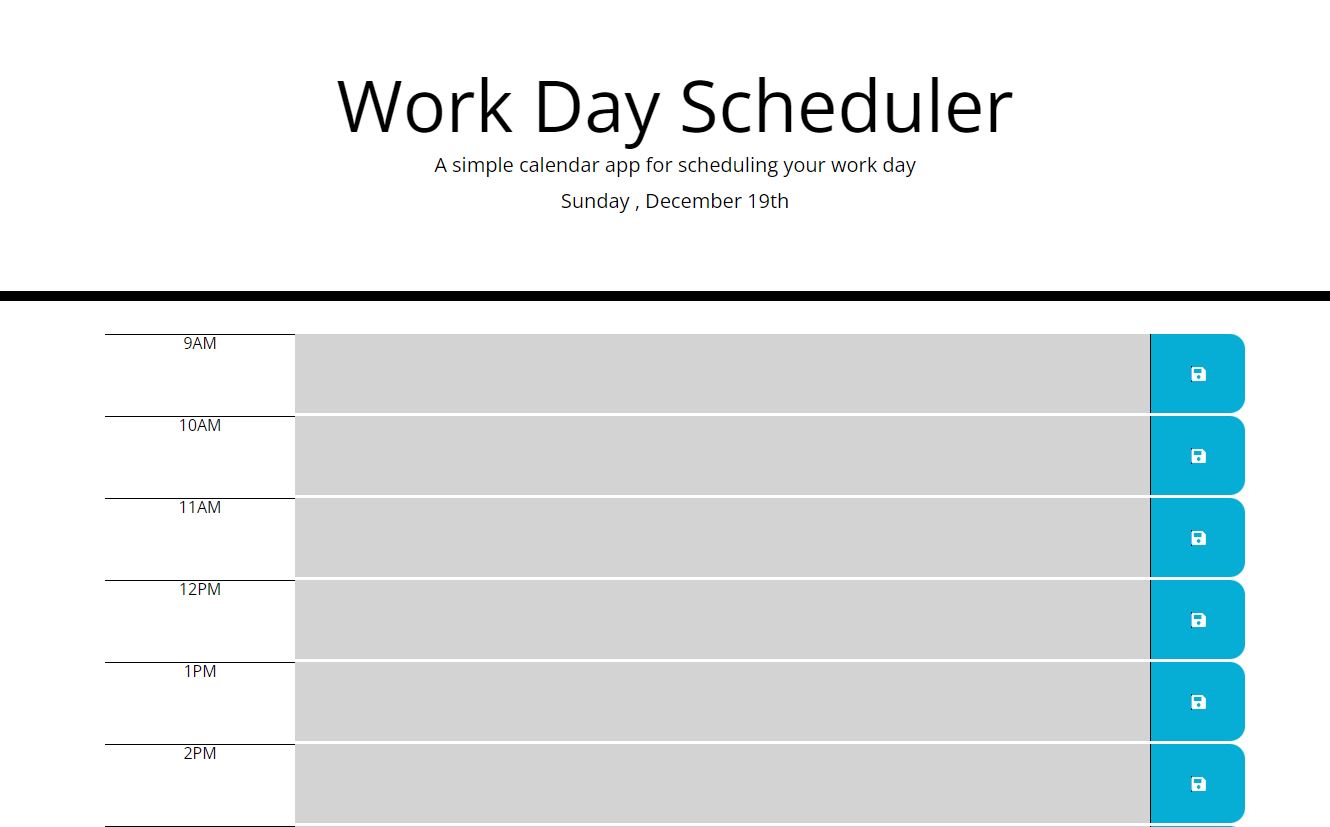 Work Day Scheduler
A simple calendar app for scheduling your work day
Sunday , December 19th
9AM
10AM
11AM
12PM
1PM
2PM